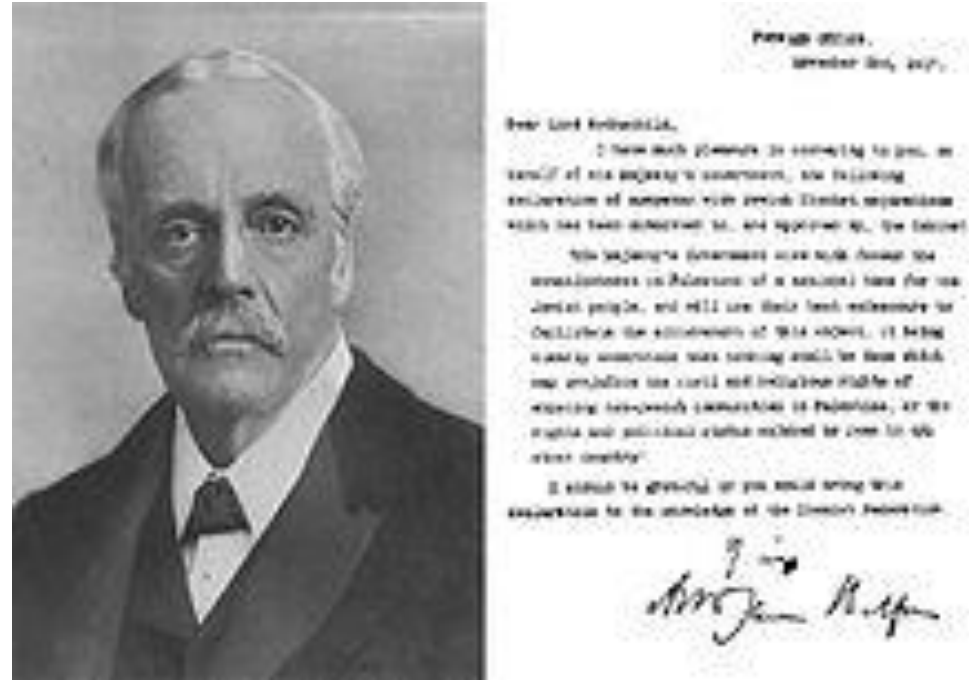 Foreign Office,
November 2nd, 1917.
Dear Lord Rothschild,
I have much pleasure in conveying to you, on
behalf of His Majesty's Government, the following
declaration of sympathy with Jewish Zionist aspirations
which has been submitted to, and approved by, the Cabinet
His Majesty's Government view with favour the
establishment in Palestine of a national home for the
Jewish people, and will use their best endeavours to
facilitate the achievement of this object, it being
clearly understood that nothing shall be done which
may prejudice the civil and religious rights of
existing non-Jewish communities in Palestine, or the
rights and political status enjoyed by Jews in any
other country"
I should be grateful if you would bring this
declaration to the knowledge of the Zionist Federation.
Arthur James Balfour